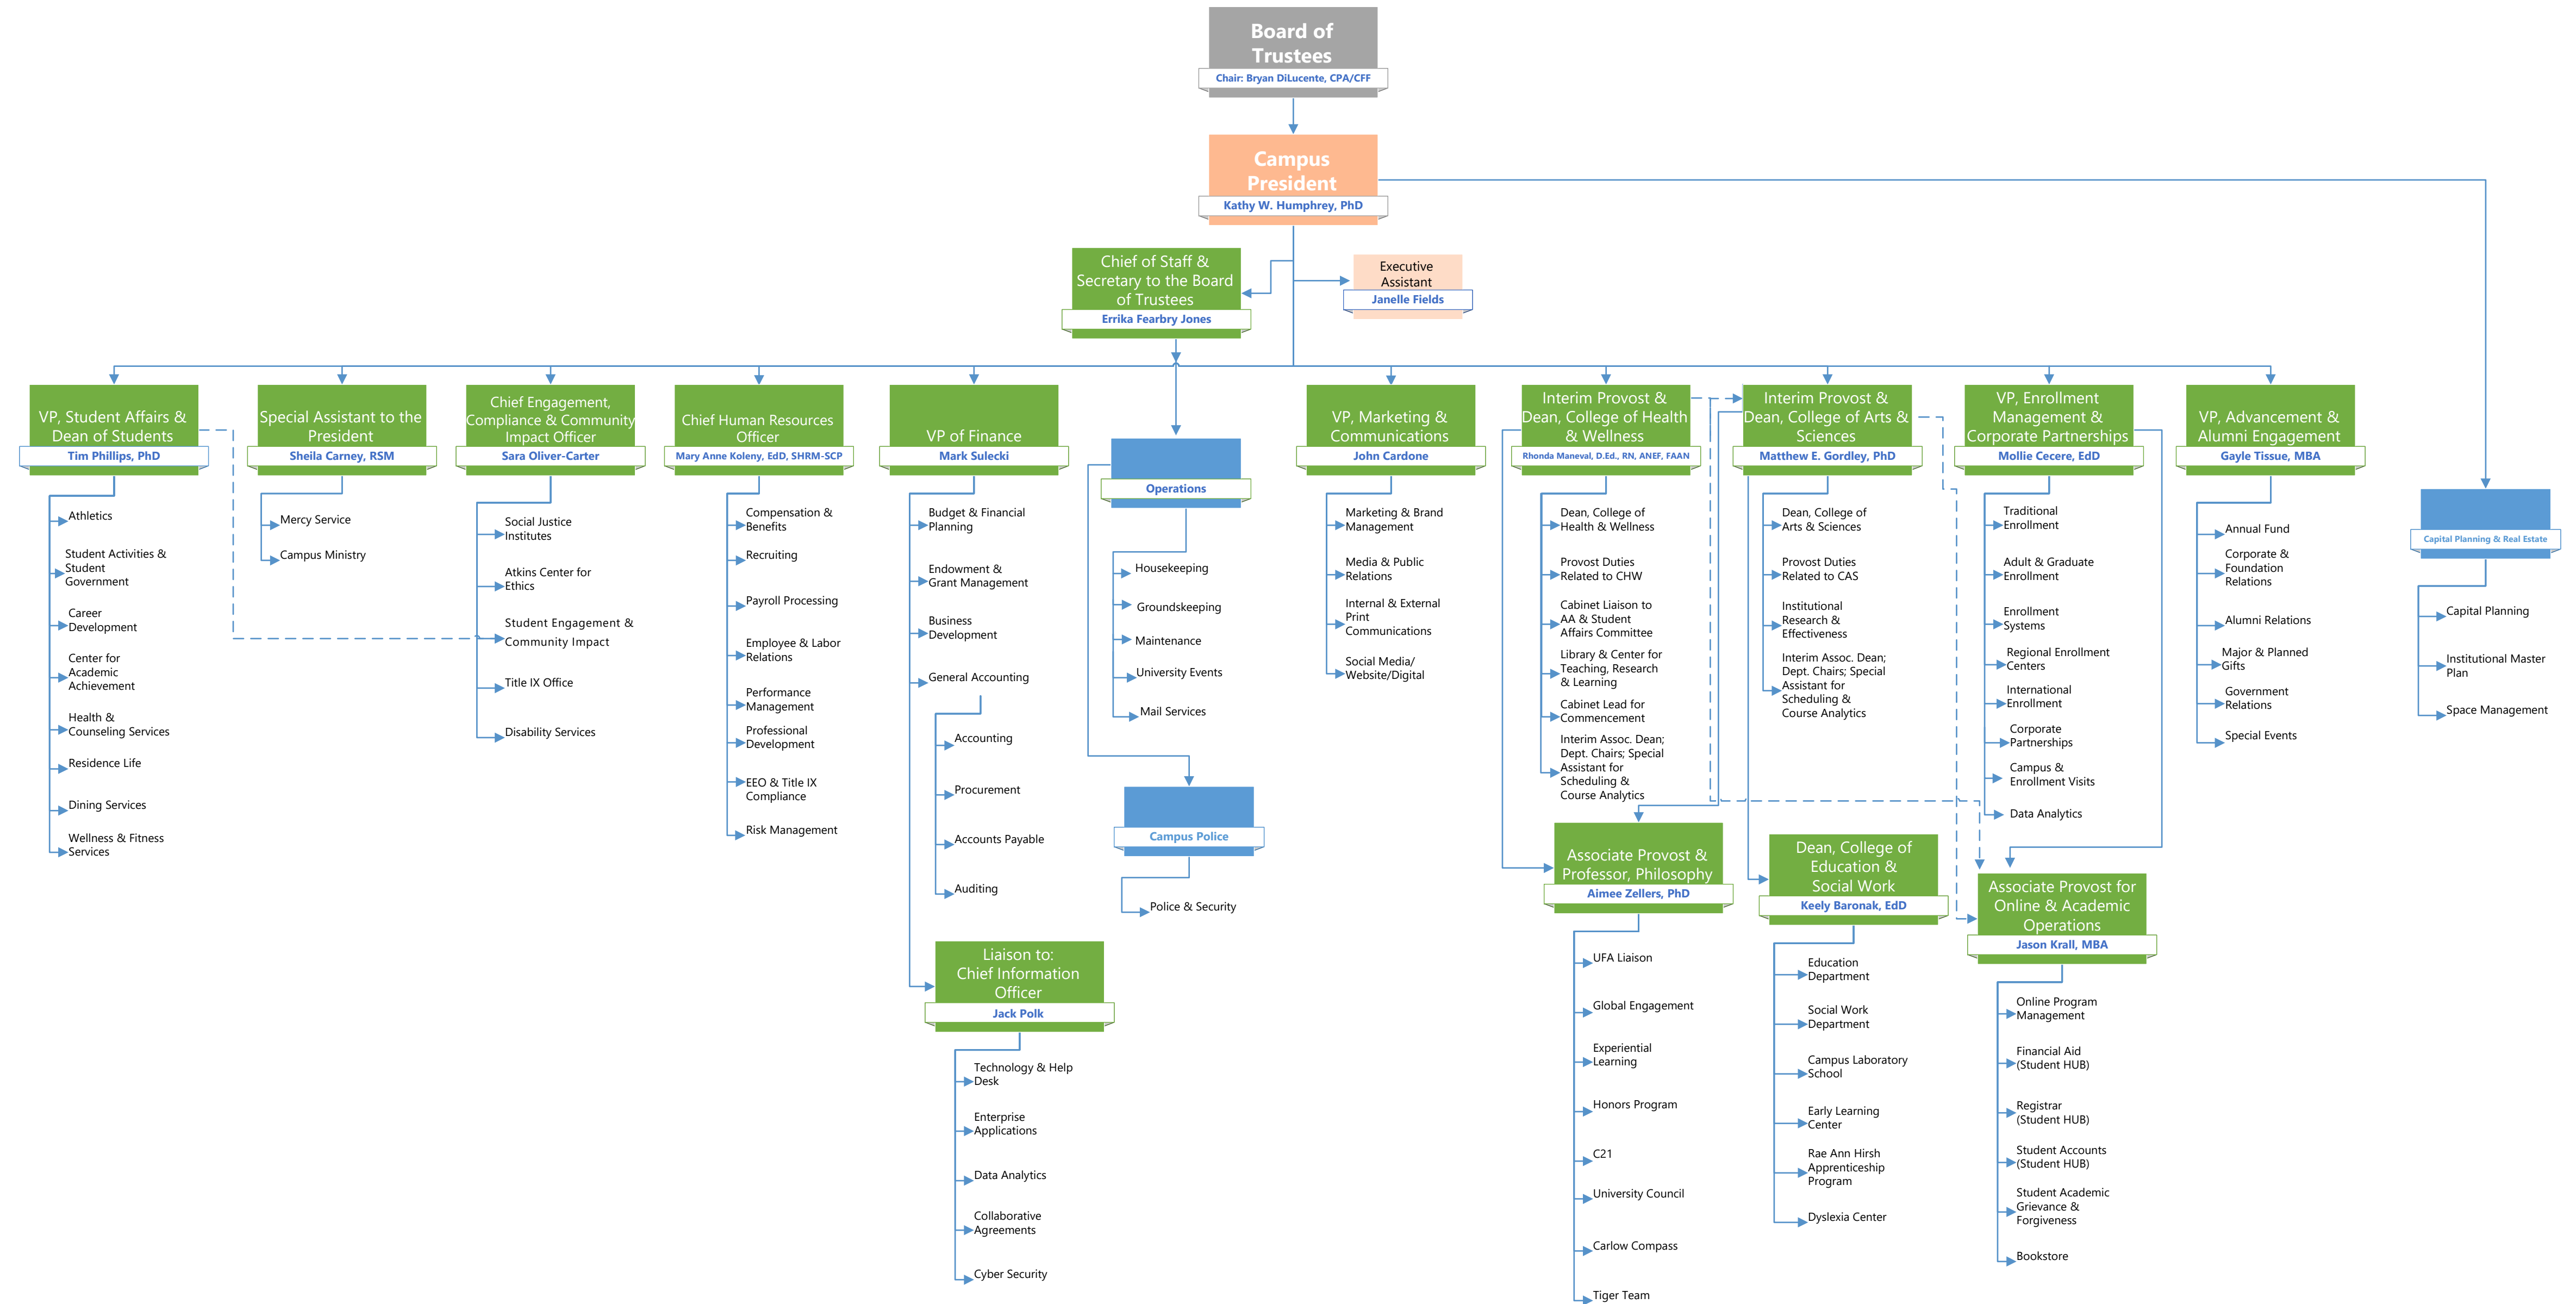 Board of
Trustees
Chair: Bryan DiLucente, CPA/CFF
Campus
President
Kathy W. Humphrey, PhD
Chief of Staff &
Secretary to the Board
of Trustees
Errika Fearbry Jones
Executive
Assistant
Janelle Fields
VP, Student Affairs &
Dean of Students
Tim Phillips, PhD
Athletics
Student Activities &
Student
Government
Career
Development
Center for
Academic
Achievement
Health &
Counseling Services
Residence Life
Dining Services
Wellness & Fitness
Services
Special Assistant to the
President
Sheila Carney, RSM
Mercy Service
Campus Ministry
Chief Engagement,
Compliance & Community
Impact Officer
Sara Oliver-Carter
Social Justice
Institutes
Atkins Center for
Ethics
Student Engagement &
Community Impact
Title IX Office
Disability Services
Chief Human Resources
Officer
Mary Anne Koleny, EdD, SHRM-SCP
Compensation &
Benefits
Recruiting
Payroll Processing
Employee & Labor
Relations
Performance
Management
Professional
Development
EEO & Title IX
Compliance
Risk Management
VP of Finance
Mark Sulecki
Budget & Financial
Planning
Endowment &
Grant Management
Business
Development
General Accounting
Accounting
Procurement
Accounts Payable
Auditing
Liaison to:
Chief Information
Officer
Jack Polk
Technology & Help
Desk
Enterprise
Applications
Data Analytics
Collaborative
Agreements
Cyber Security
Operations
Housekeeping
Groundskeeping
Maintenance
University Events
Mail Services
Campus Police
Police & Security
VP, Marketing &
Communications
John Cardone
Marketing & Brand
Management
Media & Public
Relations
Internal & External
Print
Communications
Social Media/
Website/Digital
Interim Provost &
Dean, College of Health
& Wellness
Rhonda Maneval, D.Ed., RN, ANEF, FAAN
Dean, College of
Health & Wellness
Provost Duties
Related to CHW
Cabinet Liaison to
AA & Student
Affairs Committee
Library & Center for
Teaching, Research
& Learning
Cabinet Lead for
Commencement
Interim Assoc. Dean;
Dept. Chairs; Special
Assistant for
Scheduling &
Course Analytics
Associate Provost &
Professor, Philosophy
Aimee Zellers, PhD
UFA Liaison
Global Engagement
Experiential
Learning
Honors Program
C21
University Council
Carlow Compass
Tiger Team
Interim Provost &
Dean, College of Arts &
Sciences
Matthew E. Gordley, PhD
Dean, College of
Arts & Sciences
Provost Duties
Related to CAS
Institutional
Research &
Effectiveness
Interim Assoc. Dean;
Dept. Chairs; Special
Assistant for
Scheduling &
Course Analytics
Dean, College of
Education &
Social Work
Keely Baronak, EdD
Education
Department
Social Work
Department
Campus Laboratory
School
Early Learning
Center
Rae Ann Hirsh
Apprenticeship
Program
Dyslexia Center
VP, Enrollment
Management &
Corporate Partnerships
Mollie Cecere, EdD
Traditional
Enrollment
Adult & Graduate
Enrollment
Enrollment
Systems
Regional Enrollment
Centers
International
Enrollment
Corporate
Partnerships
Campus &
Enrollment Visits
Data Analytics
Associate Provost for
Online & Academic
Operations
Jason Krall, MBA
Online Program
Management
Financial Aid
(Student HUB)
Registrar
(Student HUB)
Student Accounts
(Student HUB)
Student Academic
Grievance &
Forgiveness
Bookstore
VP, Advancement &
Alumni Engagement
Gayle Tissue, MBA
Annual Fund
Corporate &
Foundation
Relations
Alumni Relations
Major & Planned
Gifts
Government
Relations
Special Events
Capital Planning & Real Estate
Capital Planning
Institutional Master
Plan
Space Management